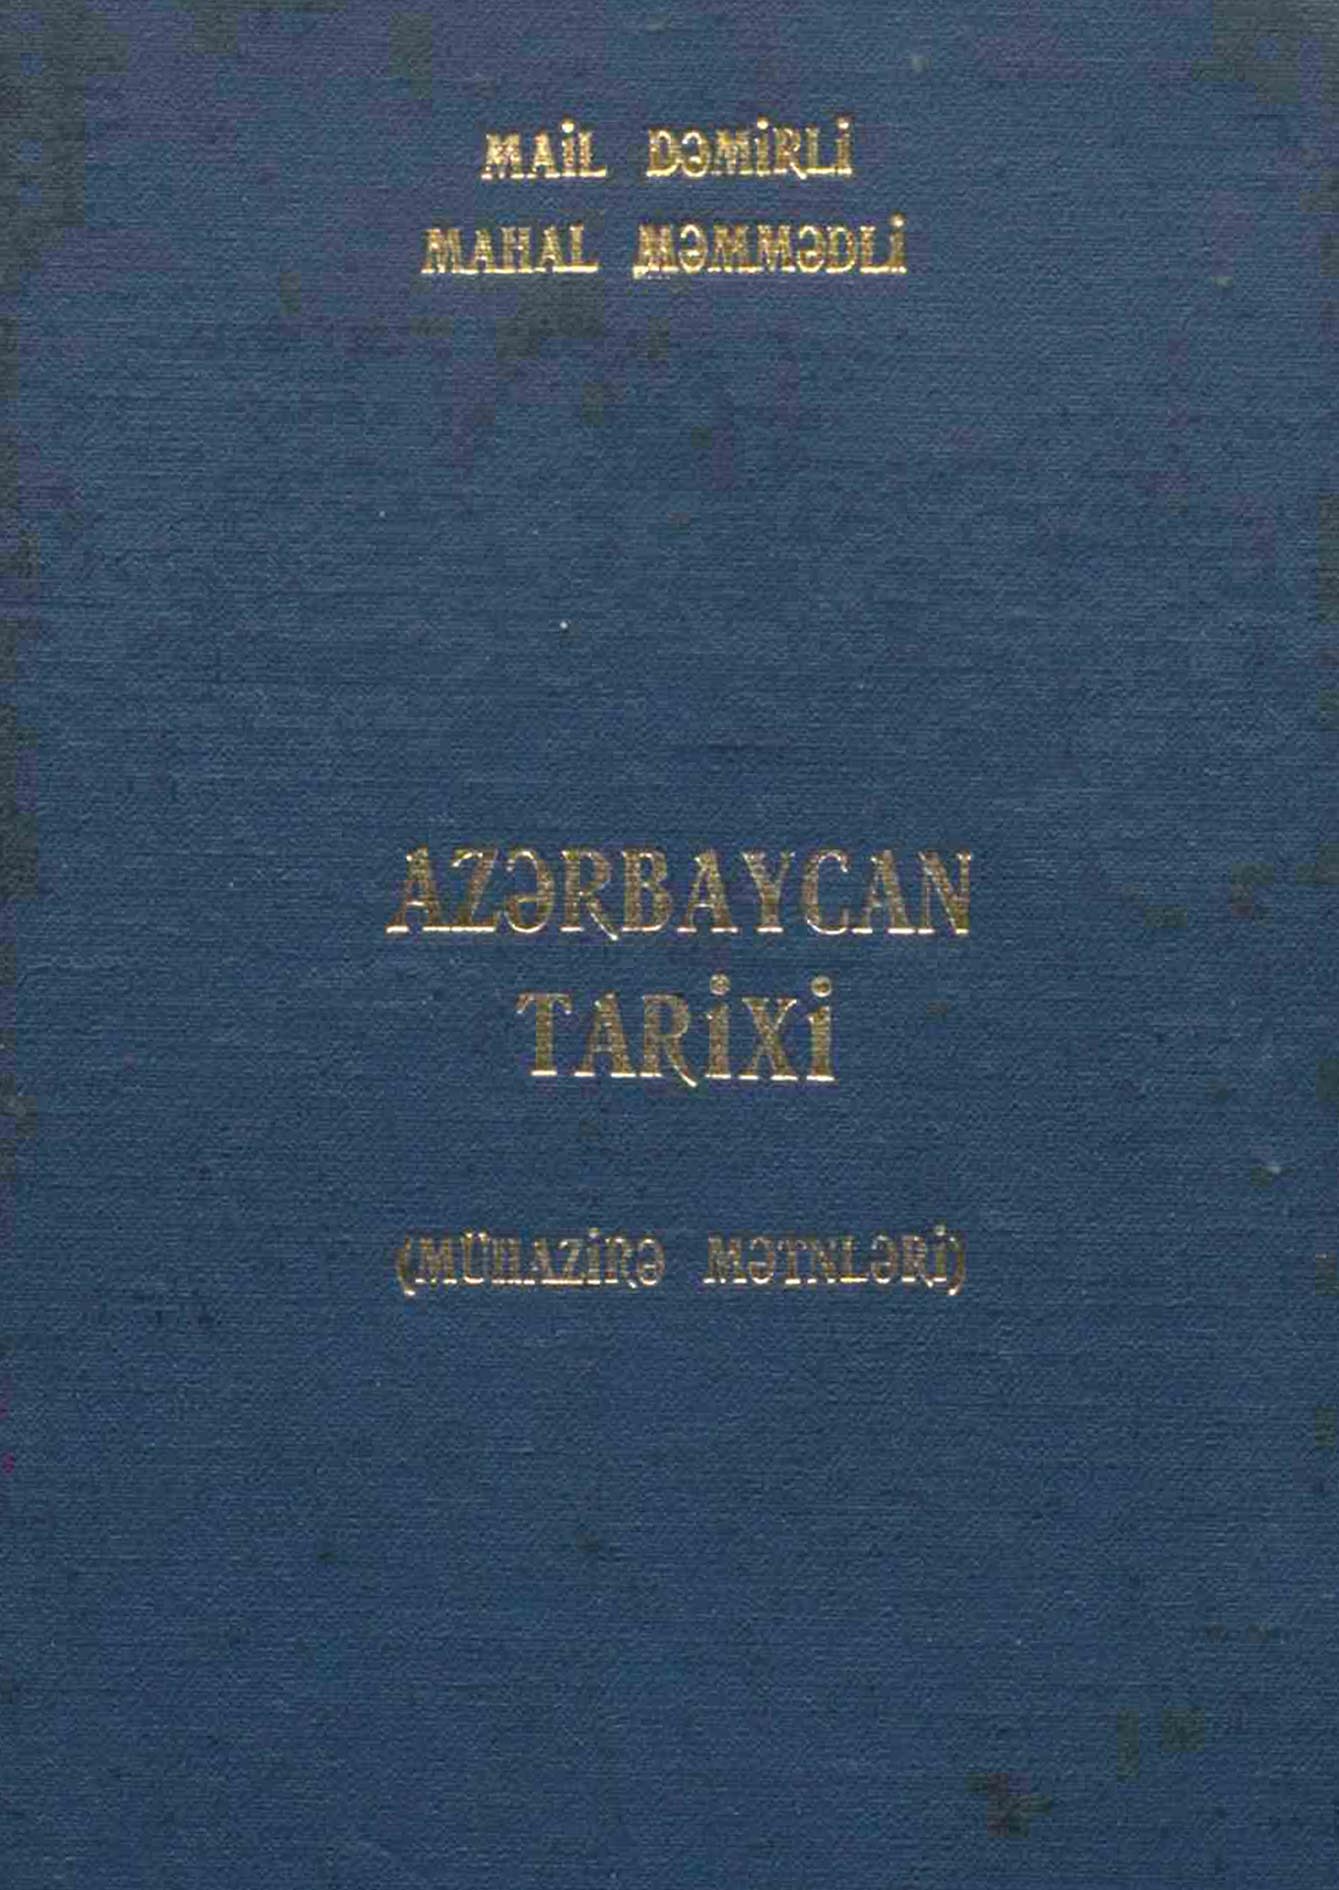 MAİL DƏMİRLİ
MAHAL MƏMMƏDLİ
AZƏRBAYCAN
TARİXİ
(MÜHAZİRƏ MƏTNLƏRİ)